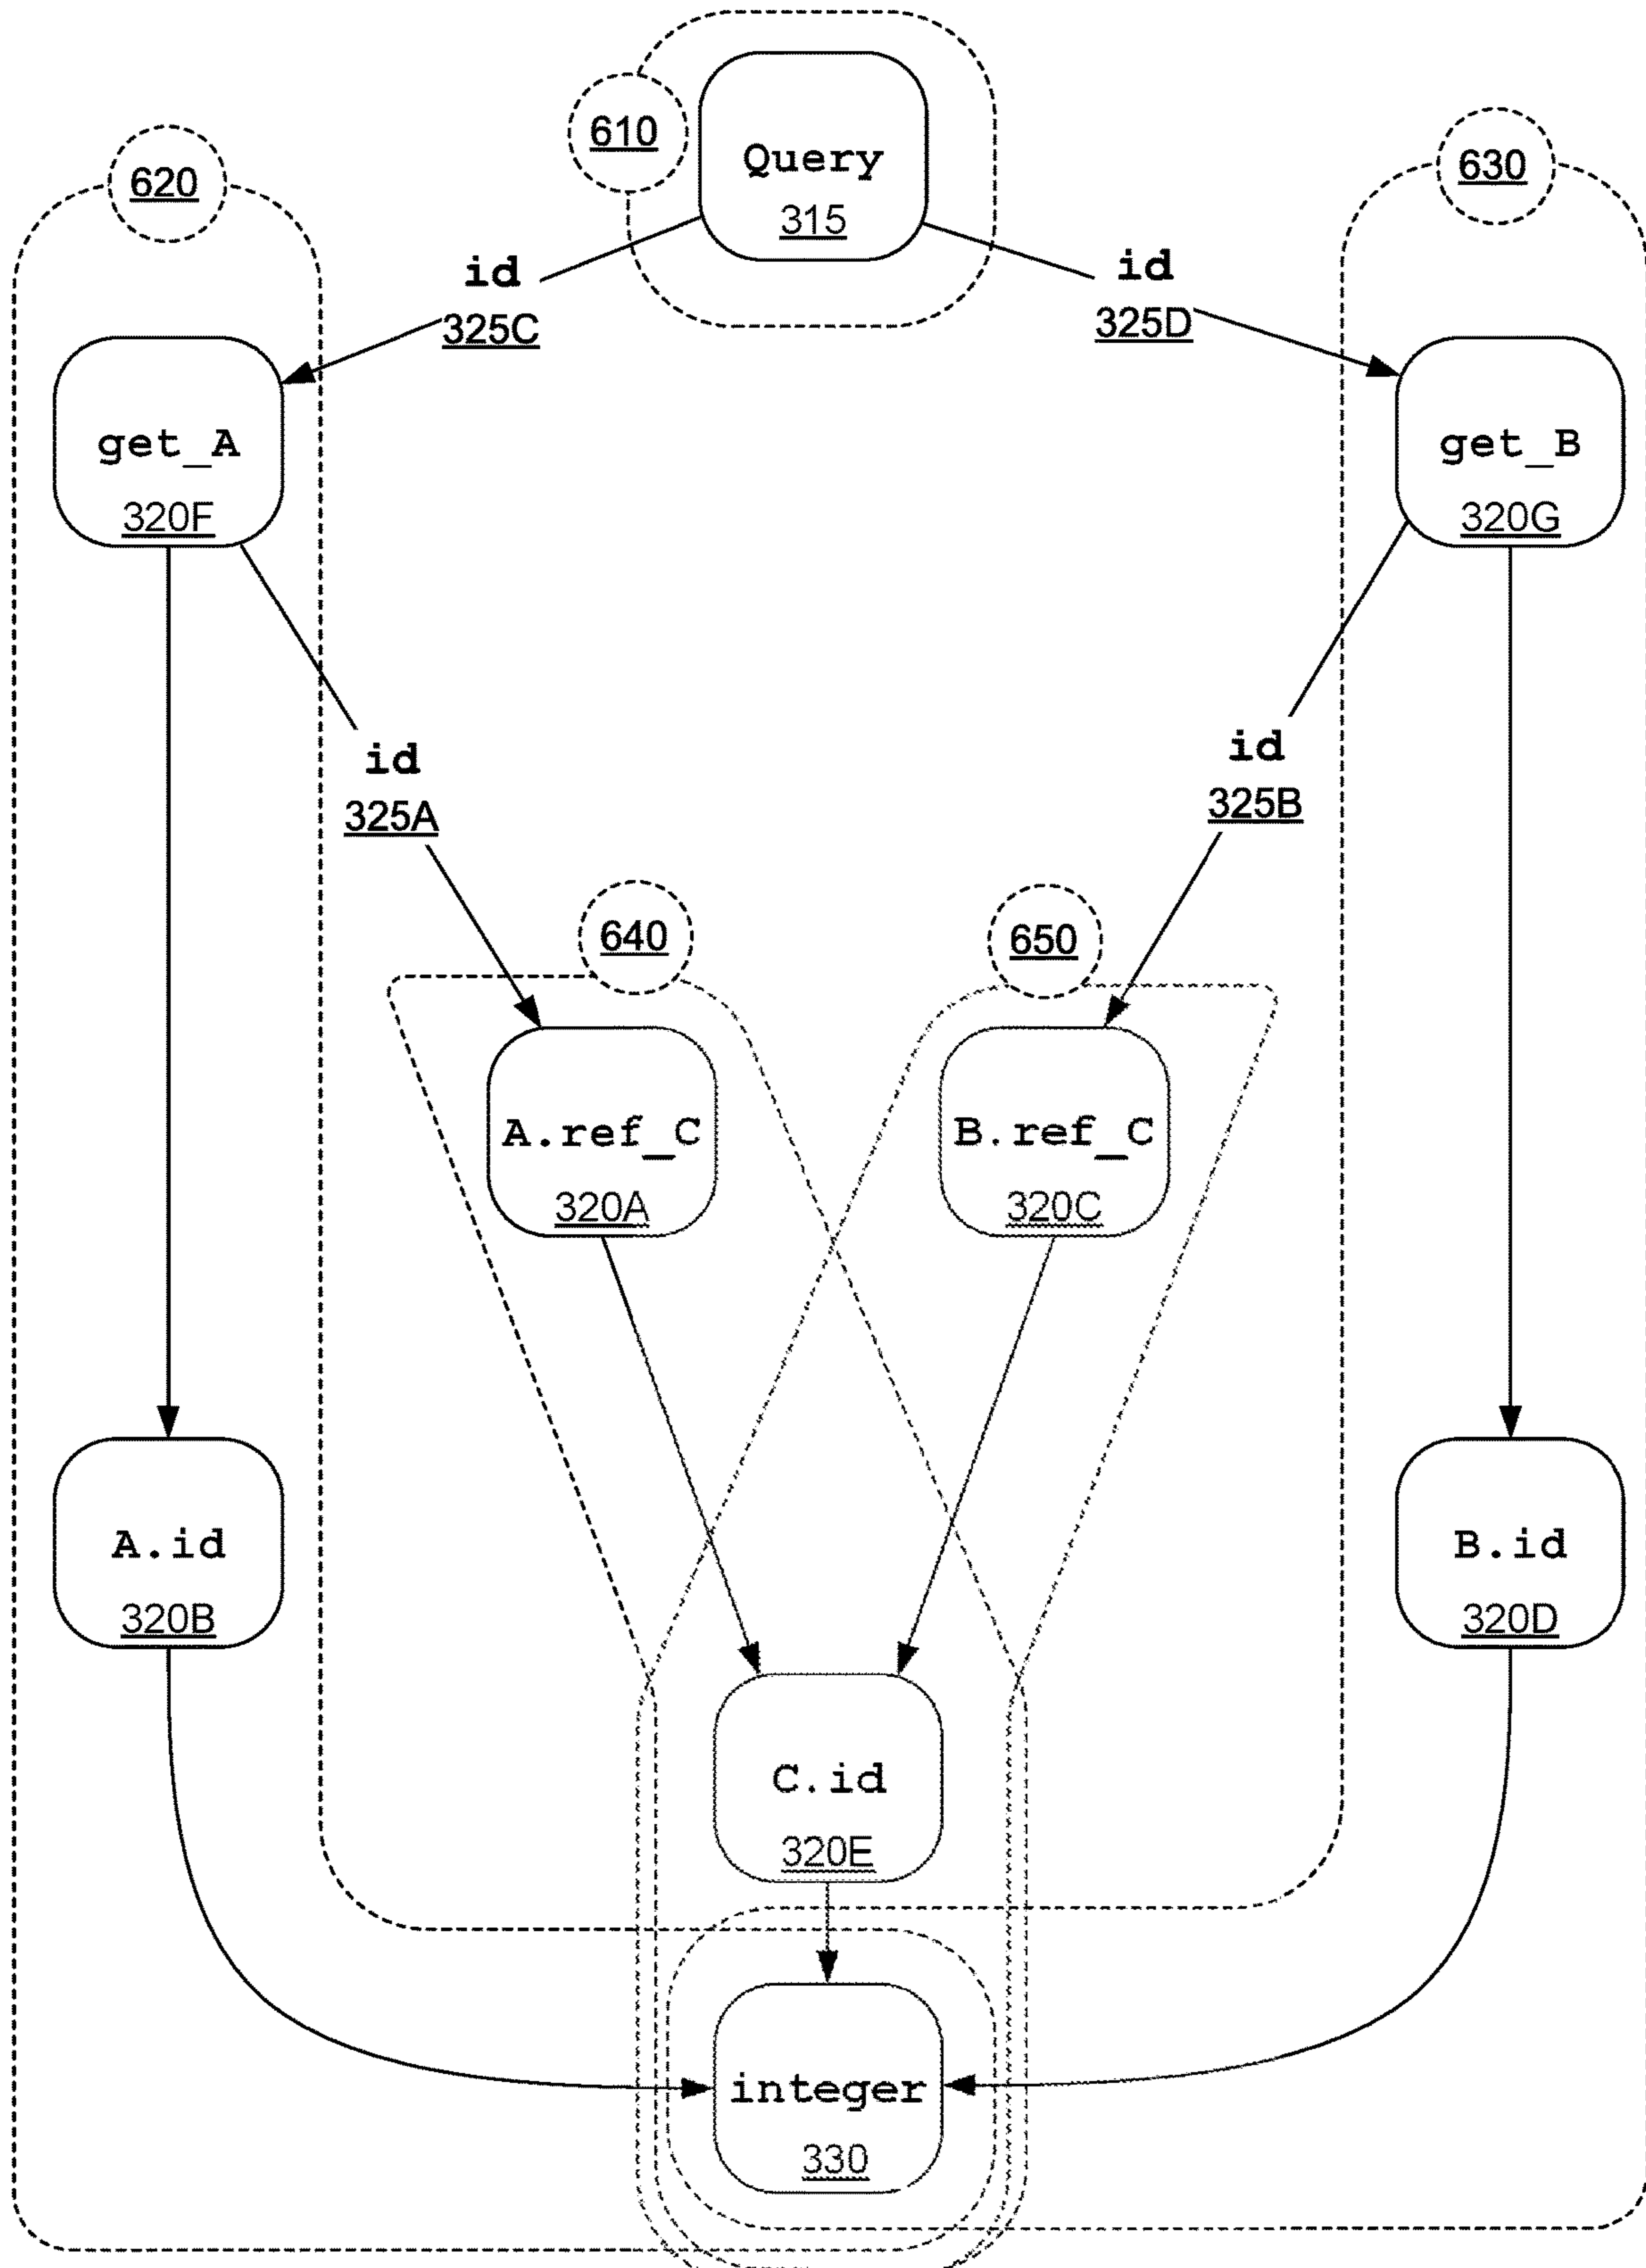 610
Query
315
620
630
id
325C
id
325D
get_A
320F
get_B
320G
id
325A
id
325B
640
650
A.ref_C
320A
B.ref_C
320C
A.id
320B
B.id
320D
C.id
320E
integer
330